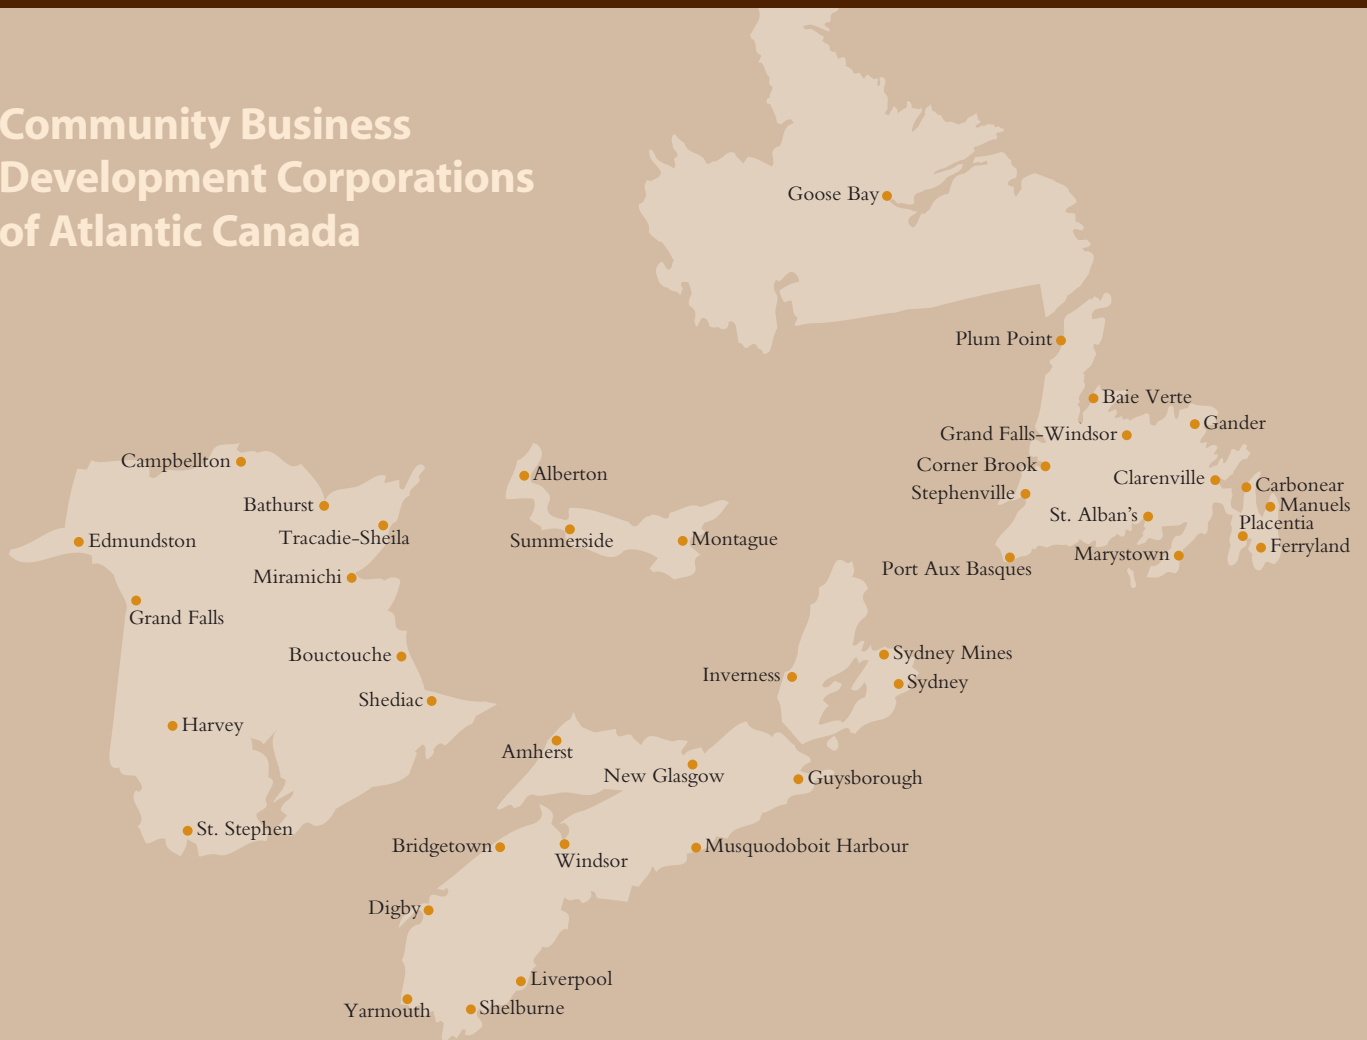 Community Business
Development Corporations
of Atlantic Canada
Goose Bay
Plum Point
Baie Verte
Gander
Grand Falls-Windsor
Corner Brook
Clarenville
Carbonear
Stephenville
Manuels
St. Alban’s
Placentia
Ferryland
Marystown
Port Aux Basques
Campbellton
Bathurst
Tracadie-Sheila
Edmundston
Miramichi
Grand Falls
Bouctouche
Shediac
Harvey
St. Stephen
Alberton
Summerside
Montague
Inverness
Sydney Mines
Sydney
Amherst
New Glasgow
Guysborough
Bridgetown
Windsor
Musquodoboit Harbour
Digby
Liverpool
Yarmouth
Shelburne